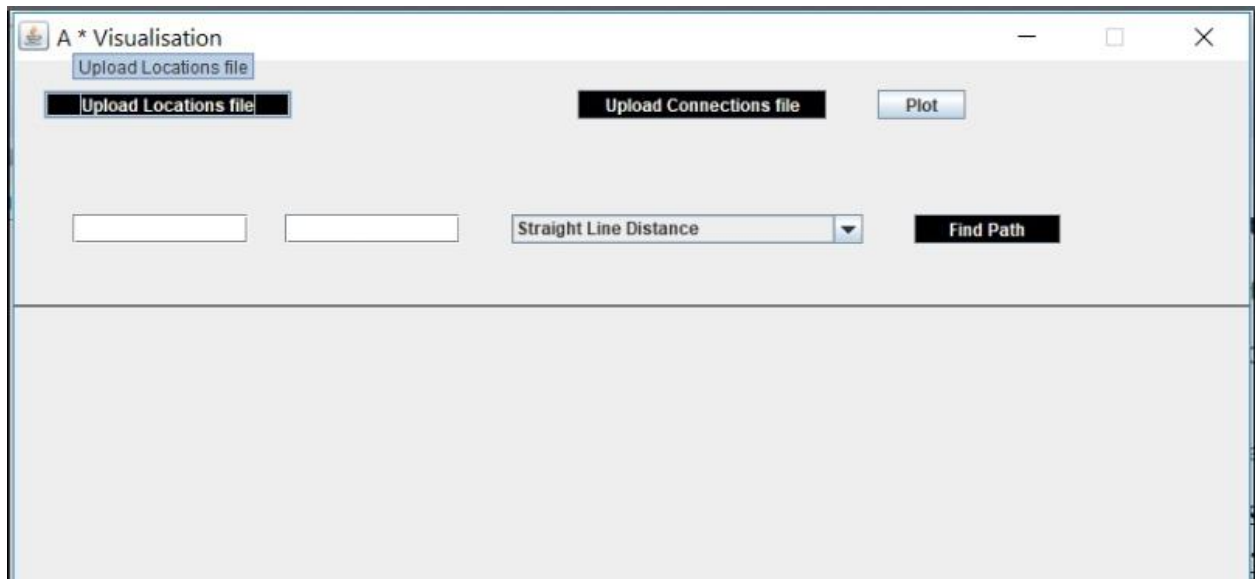 A * Visualisation
Upload Locations file
Upload Locations file
Upload Connections file
Plot
Straight Line Distance
Find Path